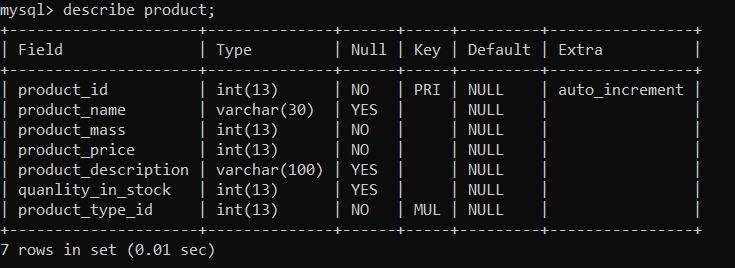 mysql> describe product;
+---------------------+--------------+------+-----+---------+----------------+
| Field               | Type         | Null | Key | Default | Extra          |
+---------------------+--------------+------+-----+---------+----------------+
| product_id          | int(13)      | NO   | PRI | NULL    | auto_increment |
| product_name        | varchar(30)  | YES  |     | NULL    |                |
| product_mass        | int(13)      | NO   |     | NULL    |                |
| product_price       | int(13)      | NO   |     | NULL    |                |
| product_description | varchar(100) | YES  |     | NULL    |                |
| quanlity_in_stock   | int(13)      | YES  |     | NULL    |                |
| product_type_id     | int(13)      | NO   | MUL | NULL    |                |
+---------------------+--------------+------+-----+---------+----------------+
7 rows in set (0.01 sec)